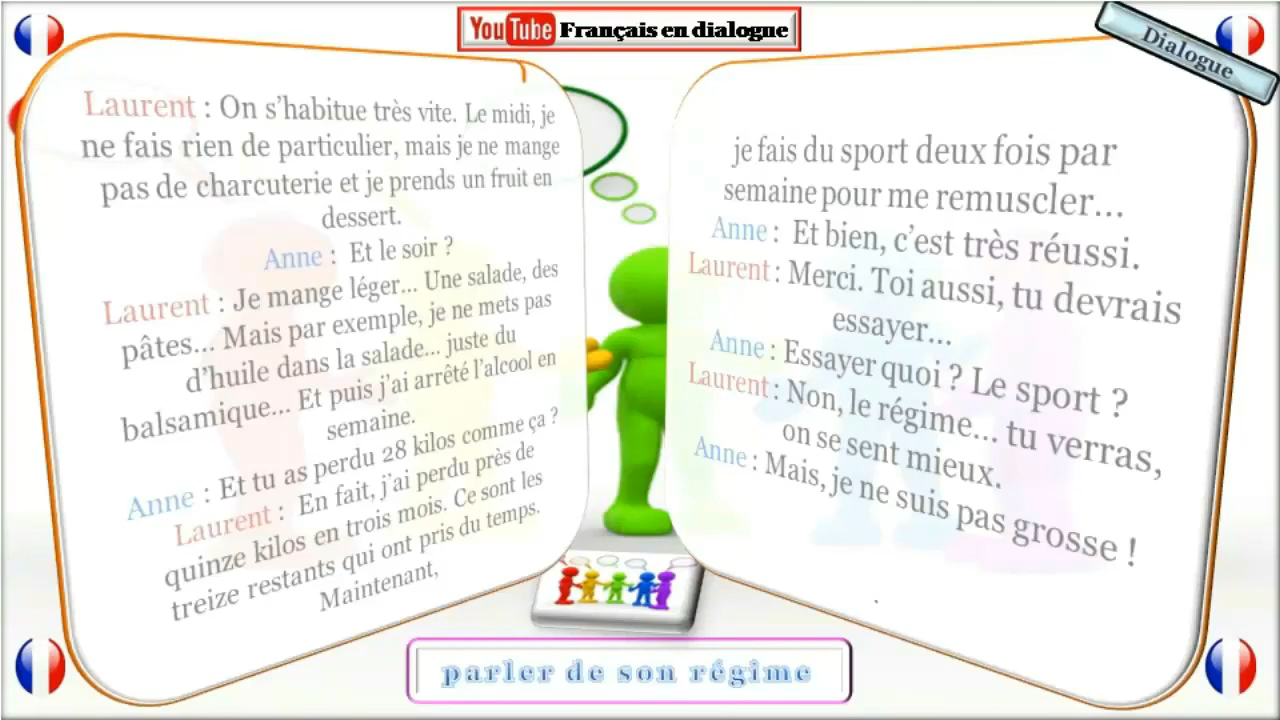 YouTube Français en dialogue
Dialogue
Laurent : On s'habitue très vite. Le midi, je
ne fais rien de particulier, mais je ne mange
pas de charcuterie et je prends un fruit en
dessert.
Anne : Et le soir ?
Laurent : Je mange léger... Une salade, des
pâtes... Mais par exemple, je ne mets pas
d'huile dans la salade... juste du
balsamique... Et puis j'ai arrêté l'alcool en
semaine.
Anne : Et tu as perdu 28 kilos comme ça ?
Laurent : En fait, j'ai perdu près de
quinze kilos en trois mois. Ce sont les
treize restants qui ont pris du temps.
Maintenant,
je fais du sport deux fois par
semaine pour me remuscler...
Anne : Et bien, c'est très réussi.
Laurent : Merci. Toi aussi, tu devrais
essayer...
Anne : Essayer quoi ? Le sport ?
Laurent : Non, le régime... tu verras,
on se sent mieux.
Anne : Mais, je ne suis pas grosse !
.
parler de son régime